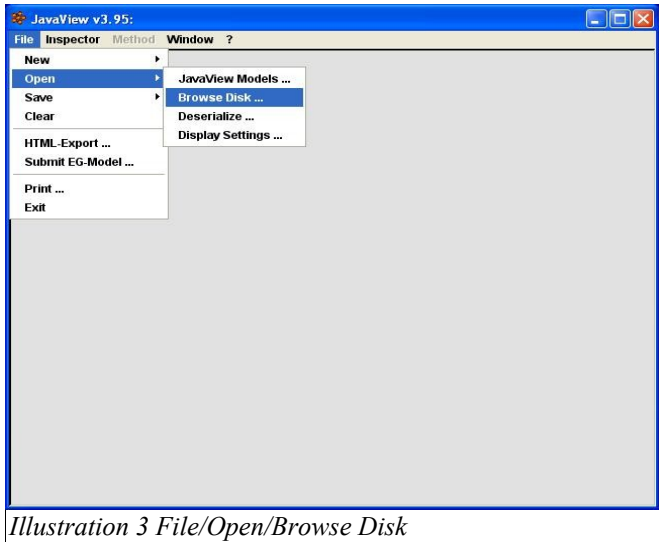 JavaView v3.95:
File Inspector Method Window ?
New
Open
Save
Clear
HTML-Export ...
Submit EG-Model ...
Print ...
Exit
JavaView Models ...
Browse Disk ...
Deserialize ...
Display Settings ...
Illustration 3 File/Open/Browse Disk